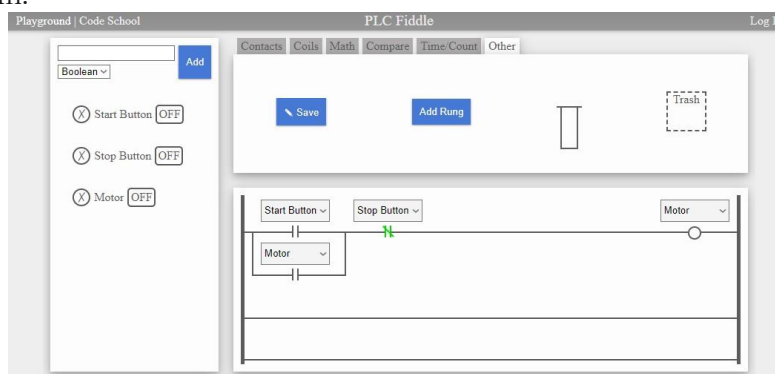 Playground | Code School PLC Fiddle
Contacts Coils Math Compare Time/Count Other
Add
Boolean
Save Add Rung Trash
X Start Button OFF
X Stop Button OFF
X Motor OFF
Start Button Stop Button Motor
Motor